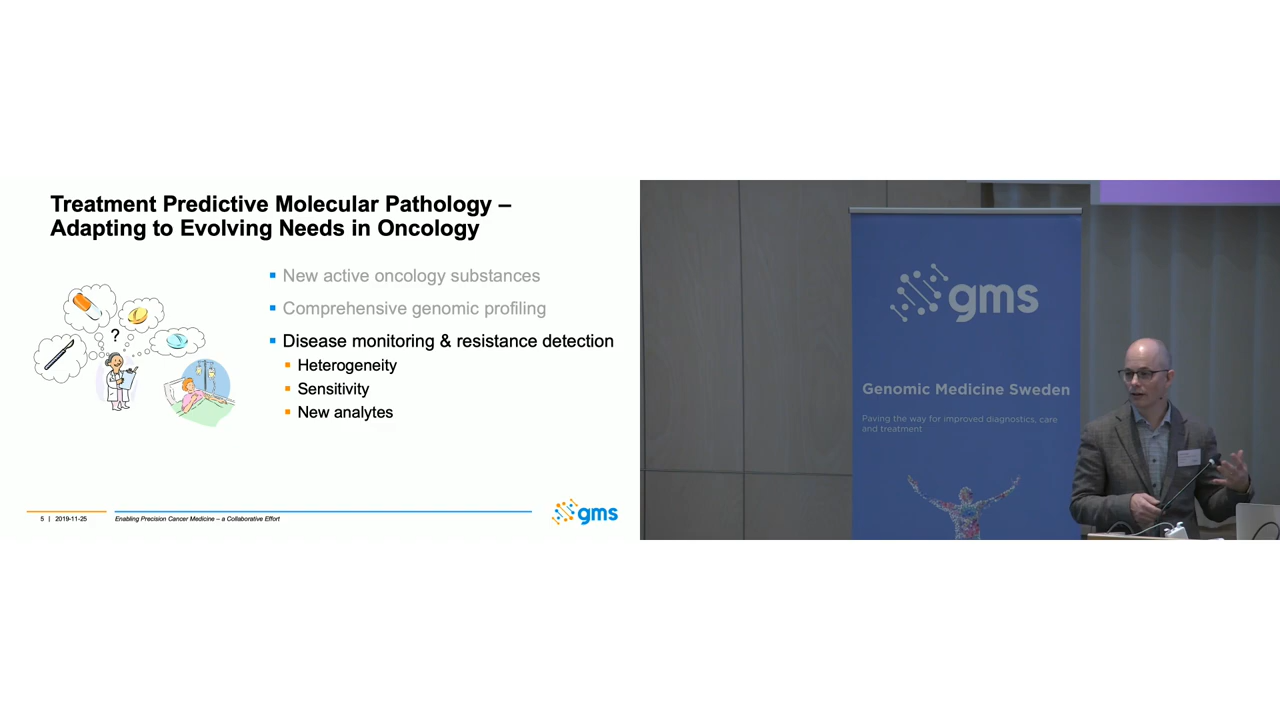 Treatment Predictive Molecular Pathology –
Adapting to Evolving Needs in Oncology
New active oncology substances
Comprehensive genomic profiling
Disease monitoring & resistance detection
Heterogeneity
Sensitivity
New analytes
?
5 | 2019-11-25
Enabling Precision Cancer Medicine – a Collaborative Effort
gms
gms
Genomic Medicine Sweden
Paving the way for improved diagnostics, care
and treatment